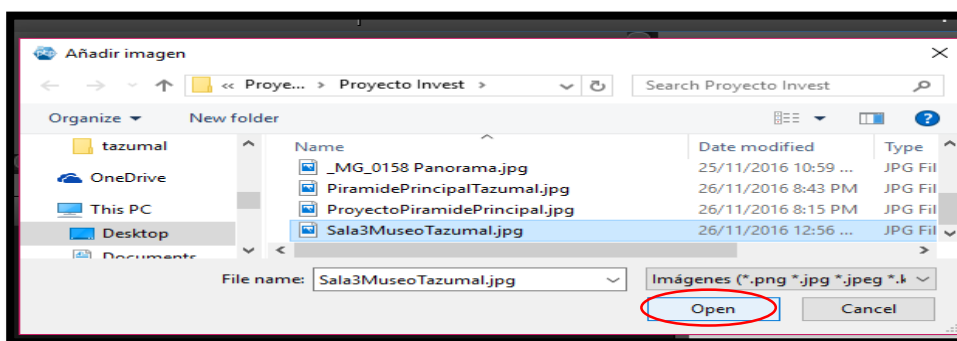 Añadir imagen
« Proye... > Proyecto Invest >
Search Proyecto Invest
Organize
New folder
tazumal
OneDrive
This PC
Desktop
Documents
Name Date modified Type
_MG_0158 Panorama.jpg 25/11/2016 10:59 ... JPG Fil
PiramidePrincipalTazumal.jpg 26/11/2016 8:43 PM JPG Fil
ProyectoPiramidePrincipal.jpg 26/11/2016 8:15 PM JPG Fil
Sala3MuseoTazumal.jpg 26/11/2016 12:56 ... JPG Fil
File name: Sala3MuseoTazumal.jpg
Imágenes (*.png *.jpg *.jpeg *.k
Open Cancel